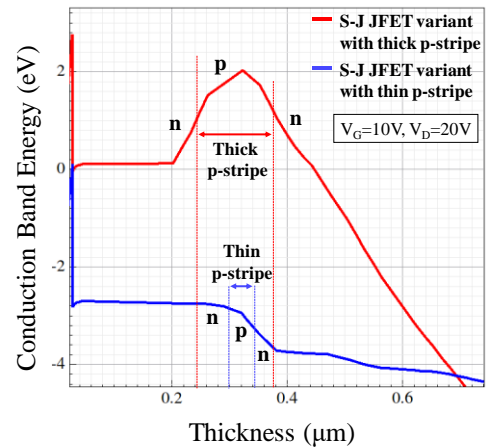 S-J JFET variant
with thick p-stripe
S-J JFET variant
with thin p-stripe
V_G=10V, V_D=20V
Conduction Band Energy (eV)
2
0
-2
-4
p
n
n
Thick
p-stripe
Thin
p-stripe
n
p
n
0.2
0.4
0.6
Thickness (μm)